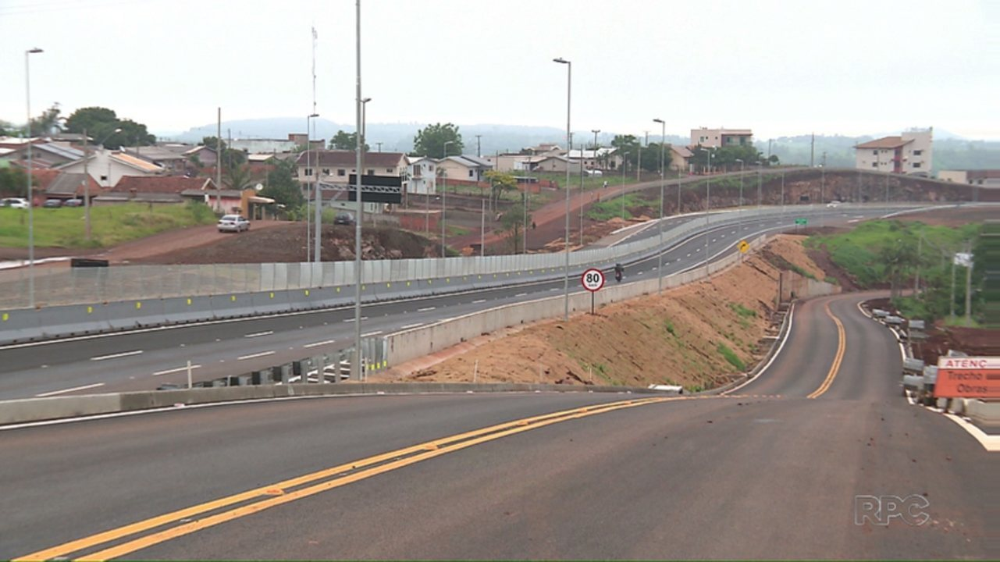 80
ATENÇ
Trecho
Obras
RPC